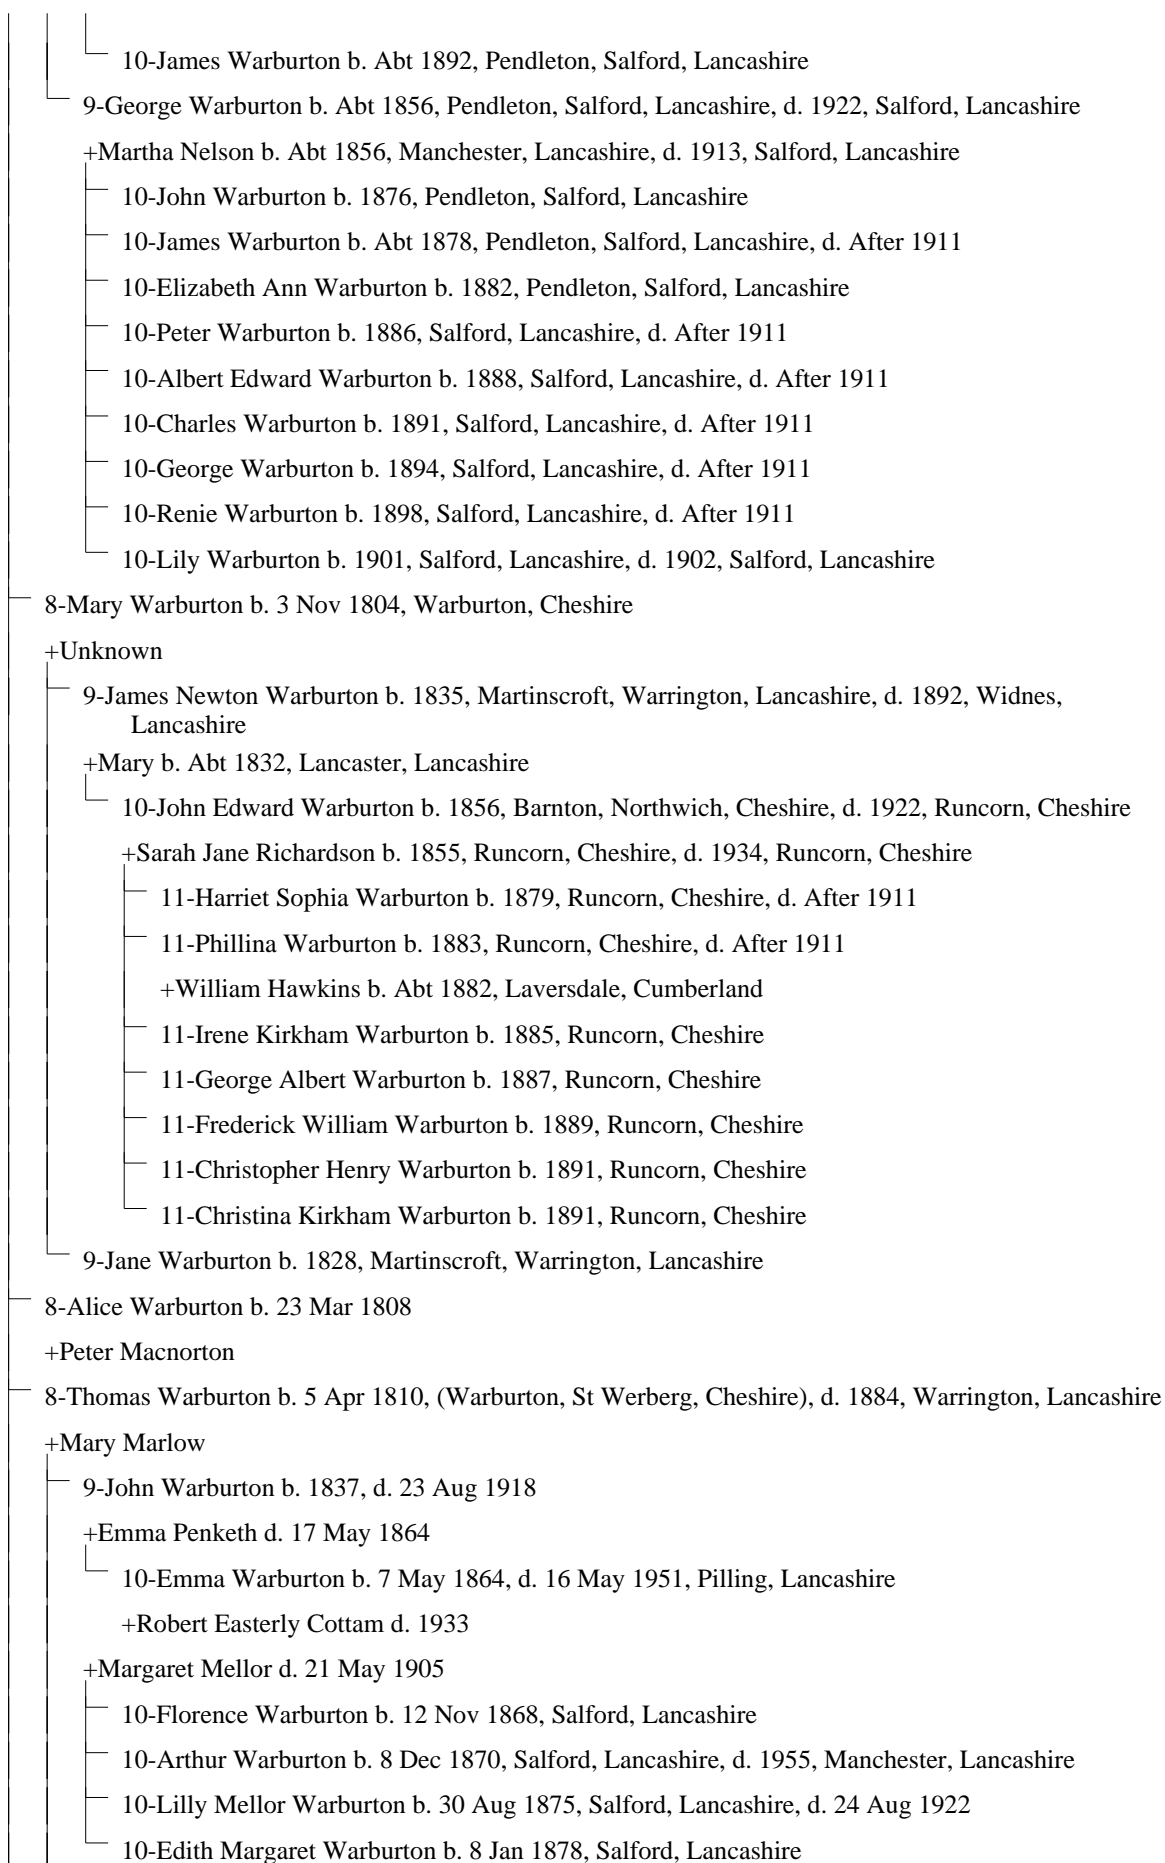 10-James Warburton b. Abt 1892, Pendleton, Salford, Lancashire
9-George Warburton b. Abt 1856, Pendleton, Salford, Lancashire, d. 1922, Salford, Lancashire
+Martha Nelson b. Abt 1856, Manchester, Lancashire, d. 1913, Salford, Lancashire
10-John Warburton b. 1876, Pendleton, Salford, Lancashire
10-James Warburton b. Abt 1878, Pendleton, Salford, Lancashire, d. After 1911
10-Elizabeth Ann Warburton b. 1882, Pendleton, Salford, Lancashire
10-Peter Warburton b. 1886, Salford, Lancashire, d. After 1911
10-Albert Edward Warburton b. 1888, Salford, Lancashire, d. After 1911
10-Charles Warburton b. 1891, Salford, Lancashire, d. After 1911
10-George Warburton b. 1894, Salford, Lancashire, d. After 1911
10-Renie Warburton b. 1898, Salford, Lancashire, d. After 1911
10-Lily Warburton b. 1901, Salford, Lancashire, d. 1902, Salford, Lancashire
8-Mary Warburton b. 3 Nov 1804, Warburton, Cheshire
+Unknown
9-James Newton Warburton b. 1835, Martinscroft, Warrington, Lancashire, d. 1892, Widnes,
Lancashire
+Mary b. Abt 1832, Lancaster, Lancashire
10-John Edward Warburton b. 1856, Barnton, Northwich, Cheshire, d. 1922, Runcorn, Cheshire
+Sarah Jane Richardson b. 1855, Runcorn, Cheshire, d. 1934, Runcorn, Cheshire
11-Harriet Sophia Warburton b. 1879, Runcorn, Cheshire, d. After 1911
11-Phillina Warburton b. 1883, Runcorn, Cheshire, d. After 1911
+William Hawkins b. Abt 1882, Laversdale, Cumberland
11-Irene Kirkham Warburton b. 1885, Runcorn, Cheshire
11-George Albert Warburton b. 1887, Runcorn, Cheshire
11-Frederick William Warburton b. 1889, Runcorn, Cheshire
11-Christopher Henry Warburton b. 1891, Runcorn, Cheshire
11-Christina Kirkham Warburton b. 1891, Runcorn, Cheshire
9-Jane Warburton b. 1828, Martinscroft, Warrington, Lancashire
8-Alice Warburton b. 23 Mar 1808
+Peter Macnorton
8-Thomas Warburton b. 5 Apr 1810, (Warburton, St Werberg, Cheshire), d. 1884, Warrington, Lancashire
+Mary Marlow
9-John Warburton b. 1837, d. 23 Aug 1918
+Emma Penketh d. 17 May 1864
10-Emma Warburton b. 7 May 1864, d. 16 May 1951, Pilling, Lancashire
+Robert Easterly Cottam d. 1933
+Margaret Mellor d. 21 May 1905
10-Florence Warburton b. 12 Nov 1868, Salford, Lancashire
10-Arthur Warburton b. 8 Dec 1870, Salford, Lancashire, d. 1955, Manchester, Lancashire
10-Lilly Mellor Warburton b. 30 Aug 1875, Salford, Lancashire, d. 24 Aug 1922
10-Edith Margaret Warburton b. 8 Jan 1878, Salford, Lancashire